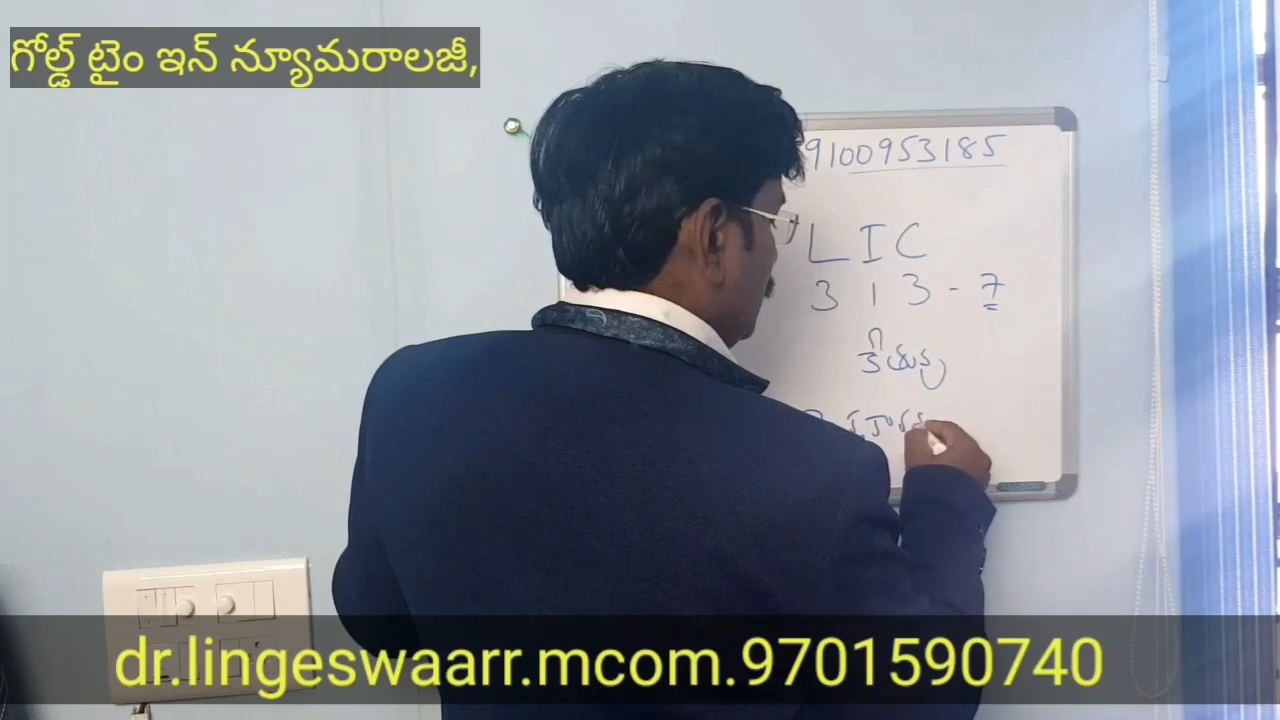 గోల్డ్ టైం ఇన్ న్యూమరాలజీ,
9100953185
LIC
3 1 3 - 7
కేతువు
dr.lingeswaarr.mcom.9701590740